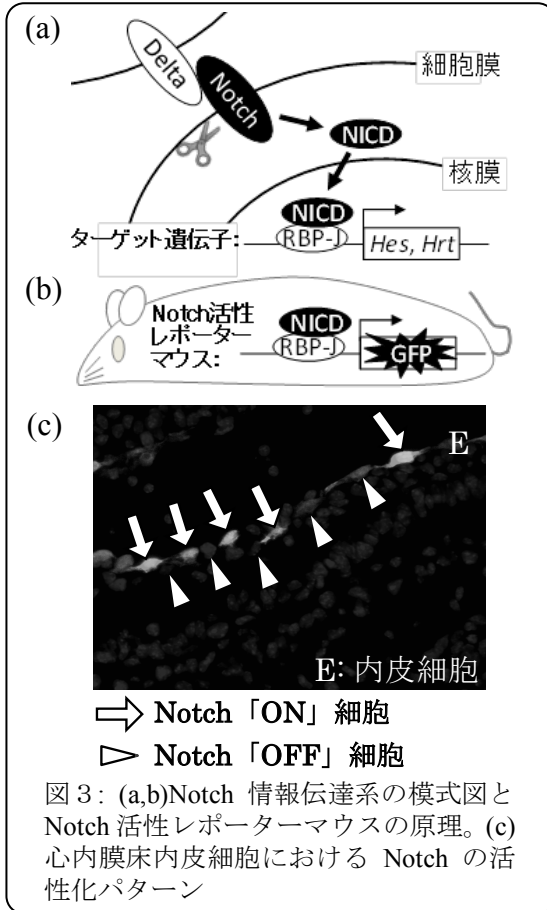 (a)
Delta
Notch
細胞膜
NICD
核膜
NICD
ターゲット遺伝子:
RBP-J
Hes, Hrt
(b)
Notch活性
レポーター
マウス:
NICD
RBP-J
GFP
(c)
E
E: 内皮細胞
Notch「ON」細胞
Notch「OFF」細胞
図3: (a,b)Notch 情報伝達系の模式図と
Notch 活性レポーターマウスの原理。(c)
心内膜床内皮細胞における Notch の活
性化パターン